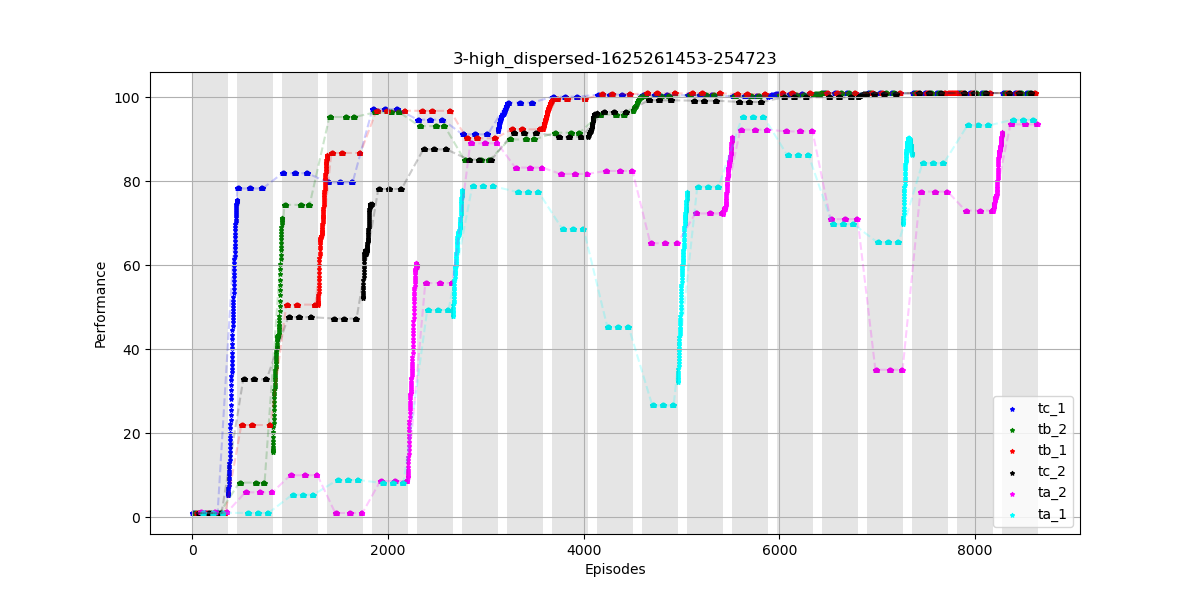 3-high_dispersed-1625261453-254723
Performance
100
80
60
40
20
0
0 2000 4000 6000 8000
Episodes
tc_1
tb_2
tb_1
tc_2
ta_2
ta_1